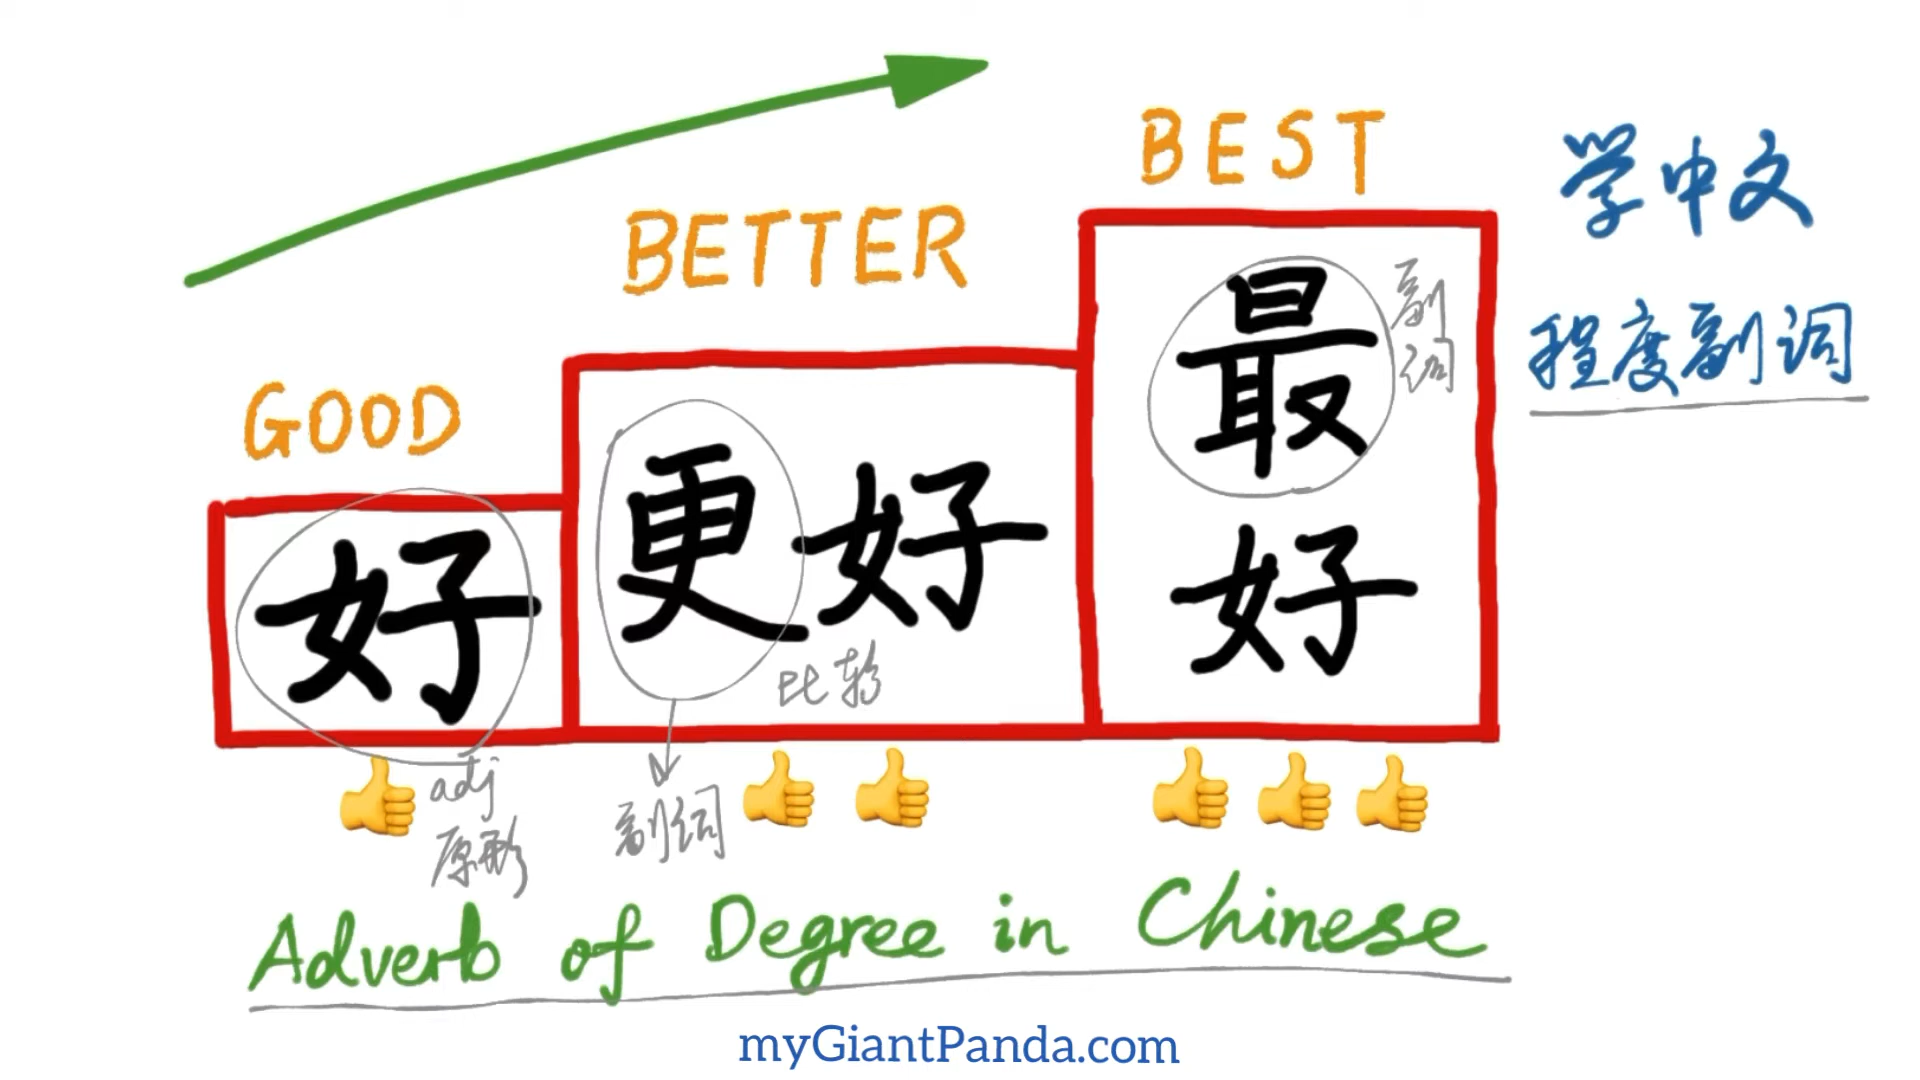 BEST
学中文
BETTER
最
副词
程度副词
GOOD
好
更好
好
比较
adj
原形
副词
Adverb of Degree in Chinese
myGiantPanda.com